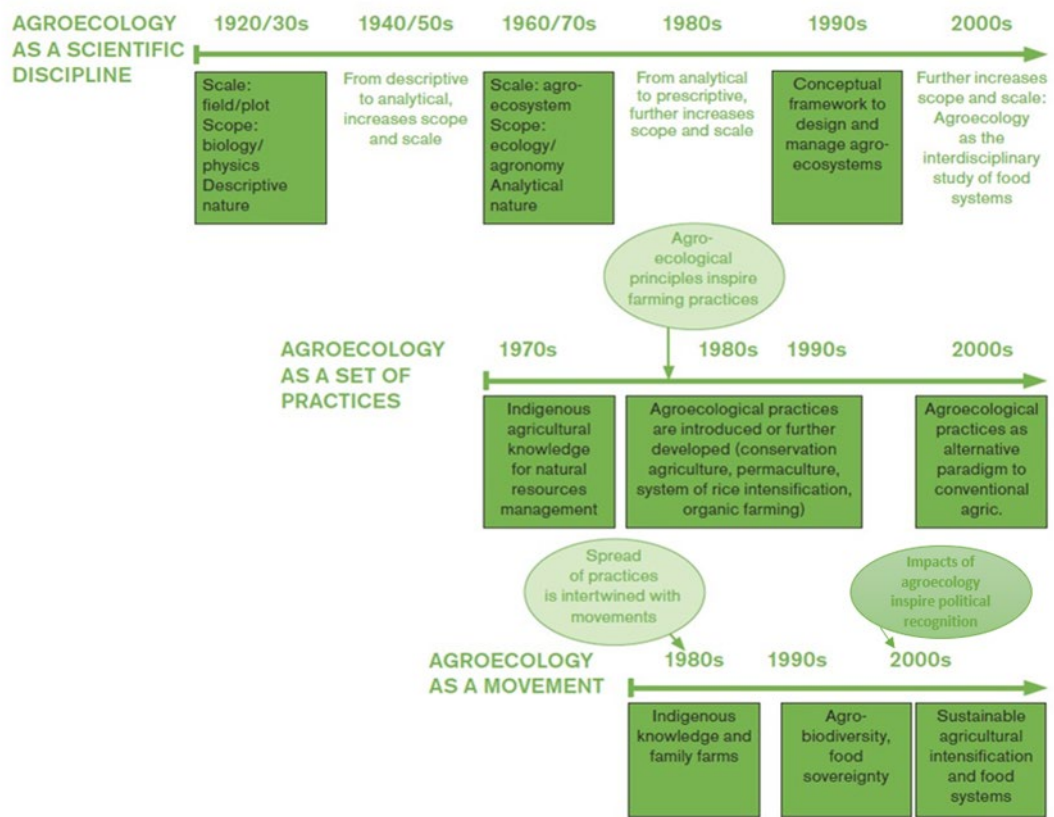 AGROECOLOGY
AS A SCIENTIFIC
DISCIPLINE
1920/30s
1940/50s
1960/70s
1980s
1990s
2000s
Scale:
field/plot
Scope:
biology/
physics
Descriptive
nature
From descriptive
to analytical,
increases scope
and scale
Scale: agro-
ecosystem
Scope:
ecology/
agronomy
Analytical
nature
From analytical
to prescriptive,
further increases
scope and scale
Conceptual
framework to
design and
manage agro-
ecosystems
Further increases
scope and scale:
Agroecology
as the
interdisciplinary
study of food
systems
Agro-
ecological
principles inspire
farming practices
AGROECOLOGY
AS A SET OF
PRACTICES
1970s
1980s
1990s
2000s
Indigenous
agricultural
knowledge
for natural
resources
management
Agroecological practices
are introduced or further
developed (conservation
agriculture, permaculture,
system of rice intensification,
organic farming)
Agroecological
practices as
alternative
paradigm to
conventional
agric.
Spread
of practices
is intertwined with
movements
Impacts of
agroecology
inspire political
recognition
AGROECOLOGY
AS A MOVEMENT
1980s
1990s
2000s
Indigenous
knowledge and
family farms
Agro-
biodiversity,
food
sovereignty
Sustainable
agricultural
intensification
and food
systems